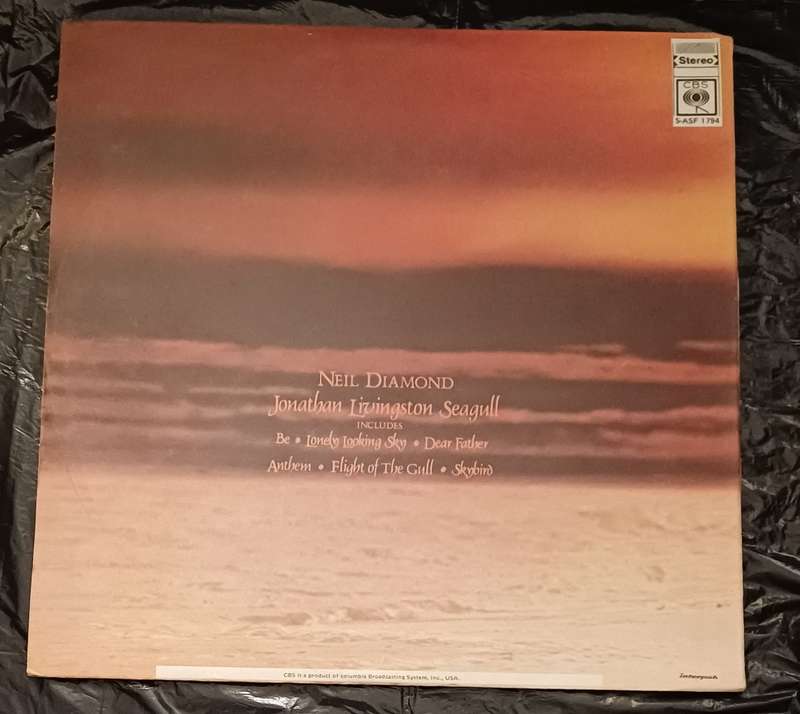 Stereo
CBS
S-ASF 1794
NEIL DIAMOND
Jonathan Livingston Seagull
INCLUDES
Be • Lonely Looking Sky • Dear Father
Anthem • Flight of The Gull • Skybird
CBS is a product of Columbia Broadcasting System, Inc., USA.